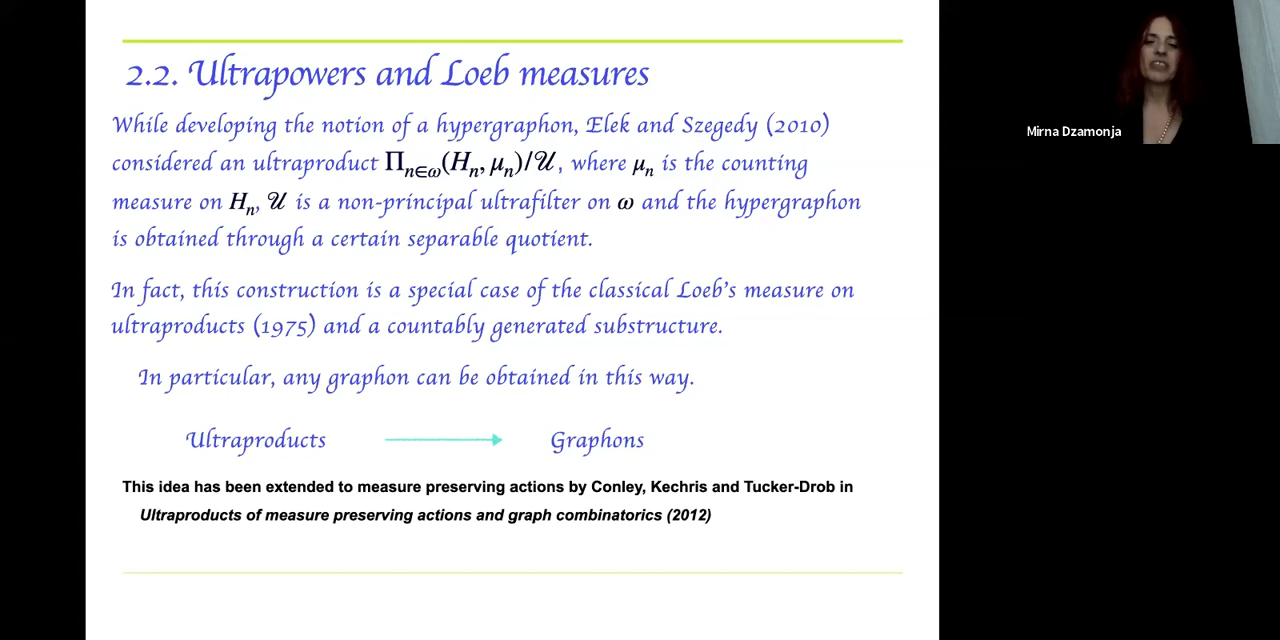 2.2. Ultrapowers and Loeb measures
While developing the notion of a hypergraphon, Elek and Szegedy (2010)
considered an ultraproduct Π_{n∈ω}(H_n, μ_n)/𝒰, where μ_n is the counting
measure on H_n, 𝒰 is a non-principal ultrafilter on ω and the hypergraphon
is obtained through a certain separable quotient.
In fact, this construction is a special case of the classical Loeb's measure on
ultraproducts (1975) and a countably generated substructure.
In particular, any graphon can be obtained in this way.
Ultraproducts Graphons
This idea has been extended to measure preserving actions by Conley, Kechris and Tucker-Drob in
Ultraproducts of measure preserving actions and graph combinatorics (2012)
Mirna Dzamonja